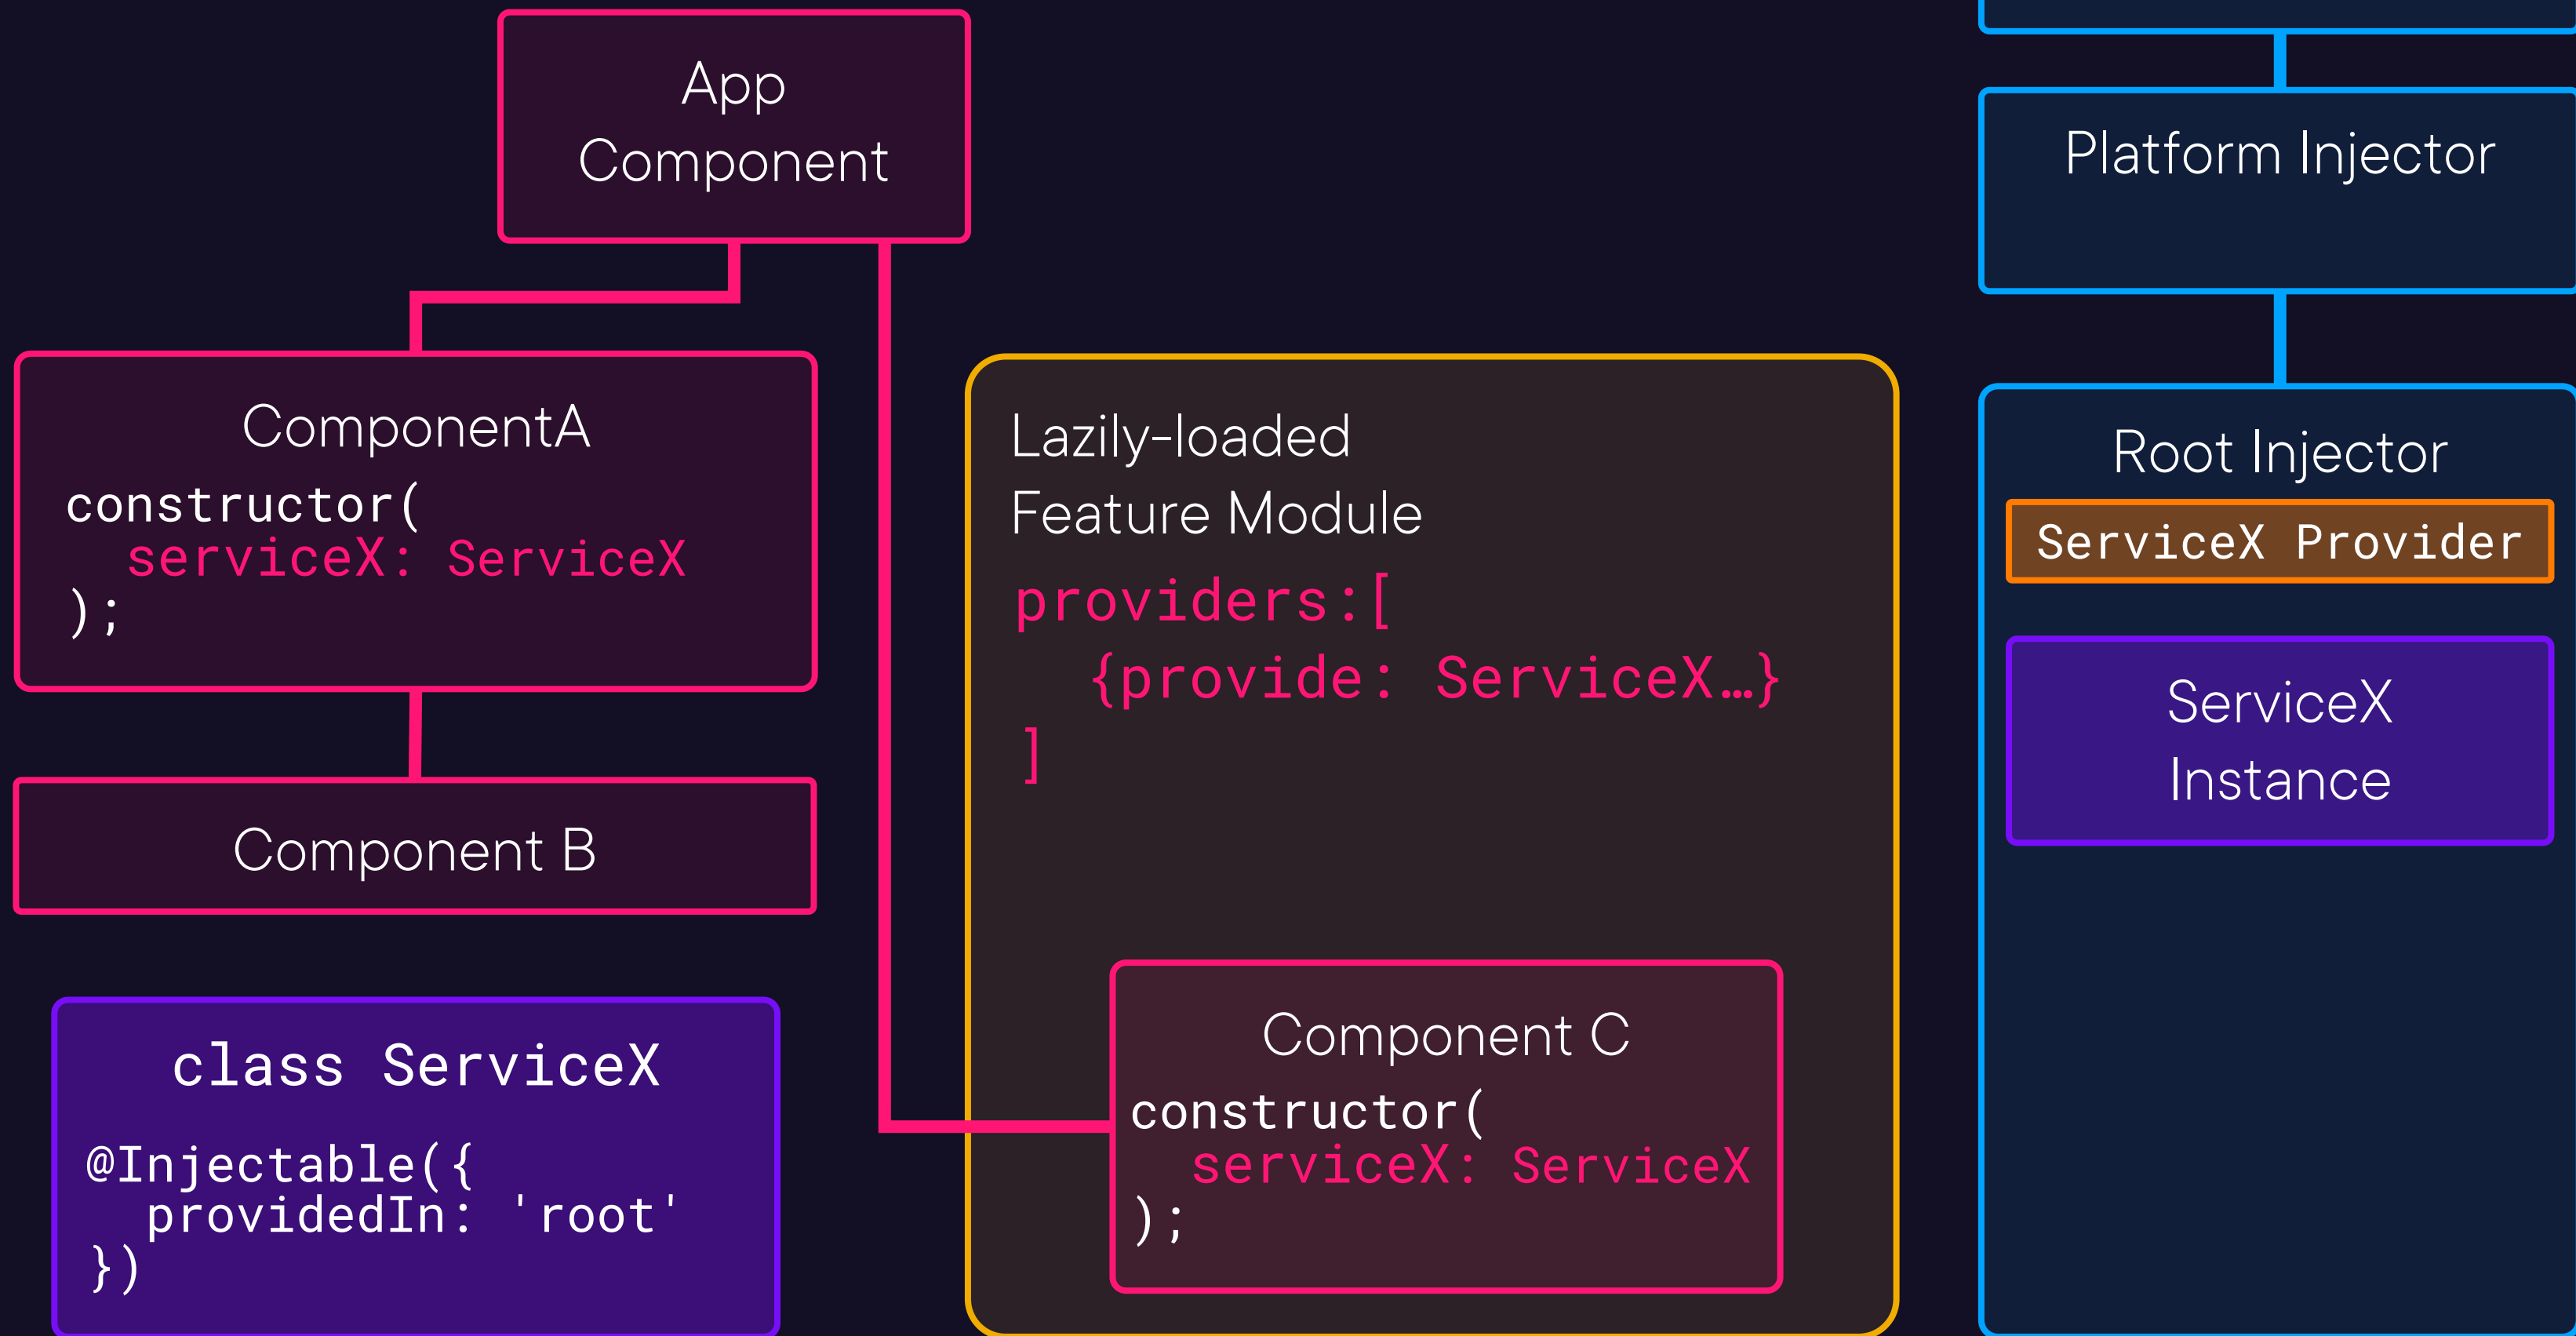 App
Component
ComponentA
constructor(
serviceX: ServiceX
);
Component B
class ServiceX
@Injectable({
providedIn: 'root'
})
Lazily-loaded
Feature Module
providers:[
{provide: ServiceX…}
]
Component C
constructor(
serviceX: ServiceX
);
Platform Injector
Root Injector
ServiceX Provider
ServiceX
Instance